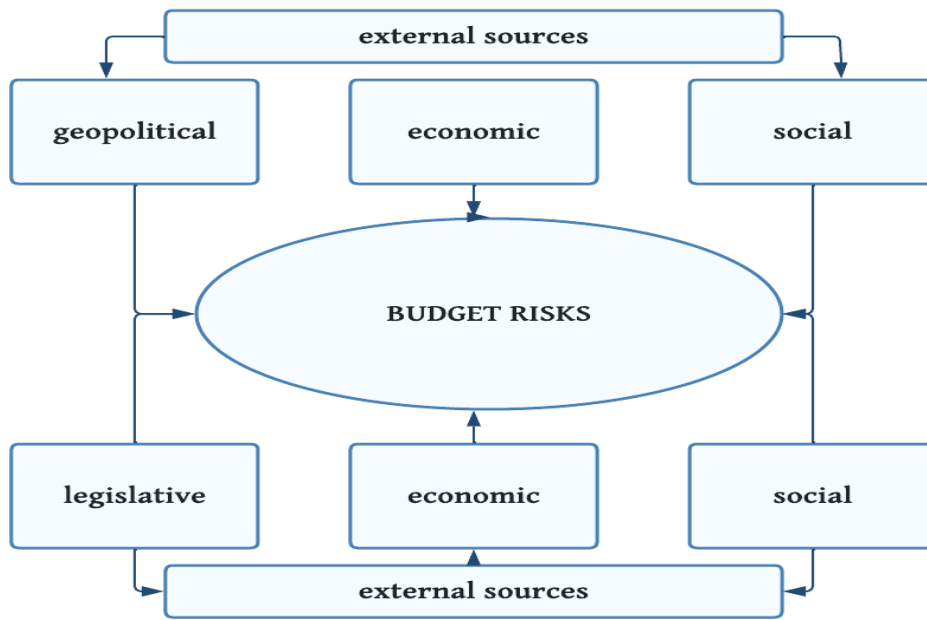 external sources
geopolitical
economic
social
BUDGET RISKS
legislative
economic
social
external sources